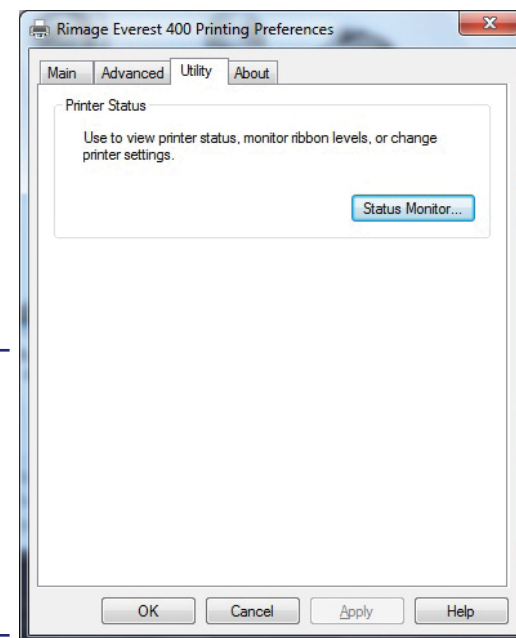 Rimage Everest 400 Printing Preferences
X
Main Advanced Utility About
Printer Status
Use to view printer status, monitor ribbon levels, or change
printer settings.
Status Monitor...
OK Cancel Apply Help